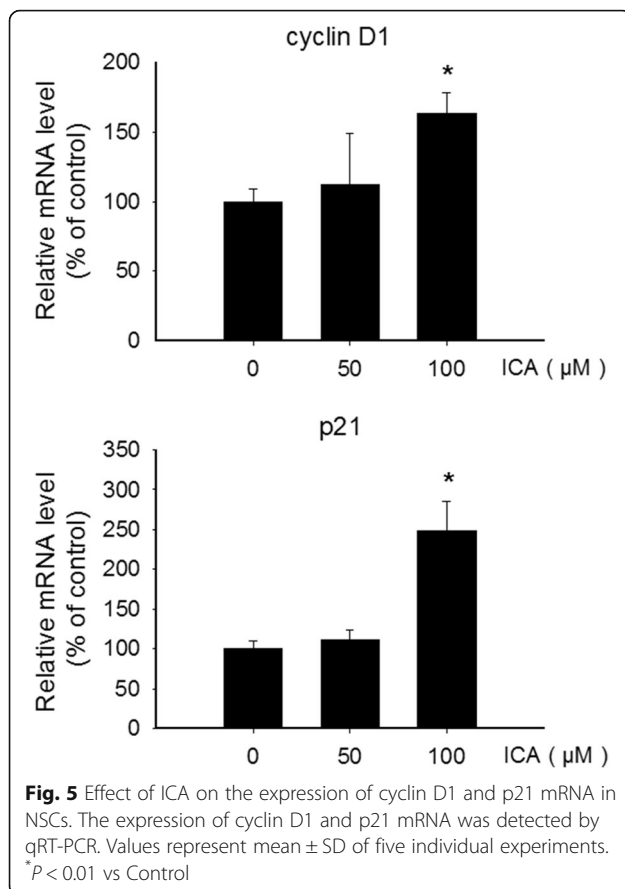 cyclin D1
Relative mRNA level
(% of control)
200
150
100
50
0
*
0 50 100 ICA ( µM )
p21
Relative mRNA level
(% of control)
350
300
250
200
150
100
50
0
*
0 50 100 ICA ( µM )
Fig. 5 Effect of ICA on the expression of cyclin D1 and p21 mRNA in
NSCs. The expression of cyclin D1 and p21 mRNA was detected by
qRT-PCR. Values represent mean ± SD of five individual experiments.
*P < 0.01 vs Control